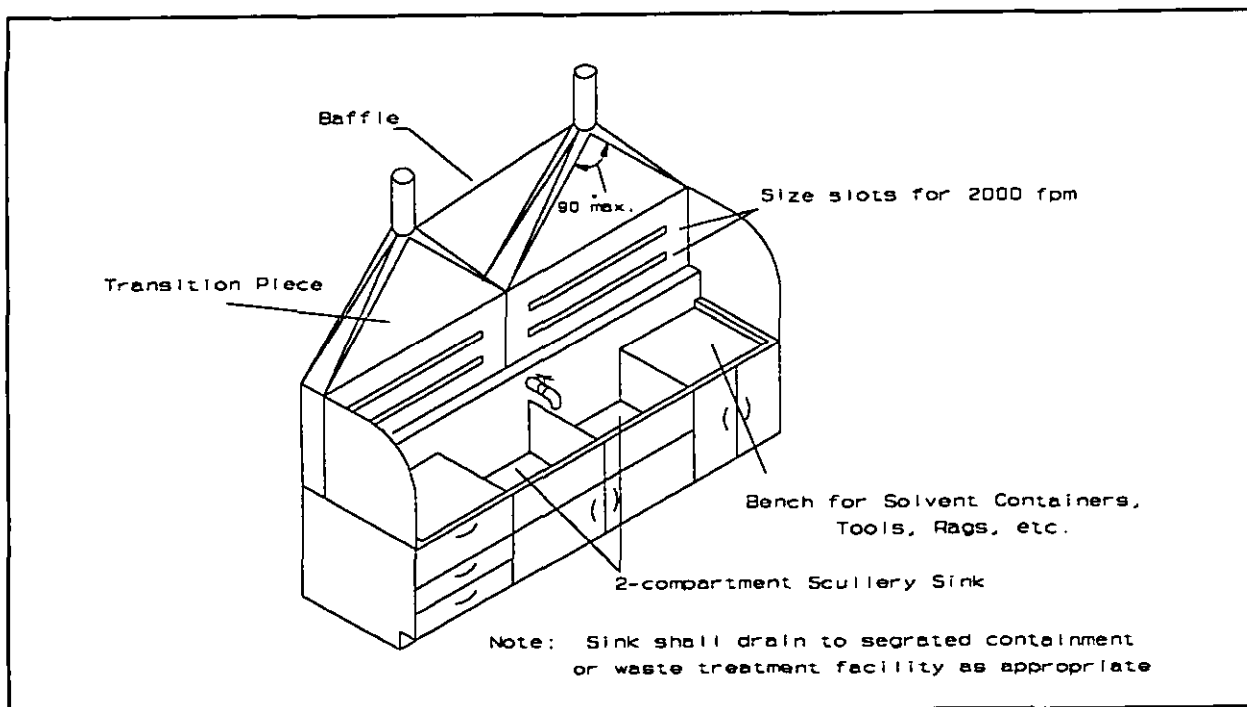 Baffle
90 max.
Size slots for 2000 fpm
Transition Piece
Bench for Solvent Containers,
Tools, Rags, etc.
2-compartment Scullery Sink
Note: Sink shall drain to segrated containment
or waste treatment facility as appropriate